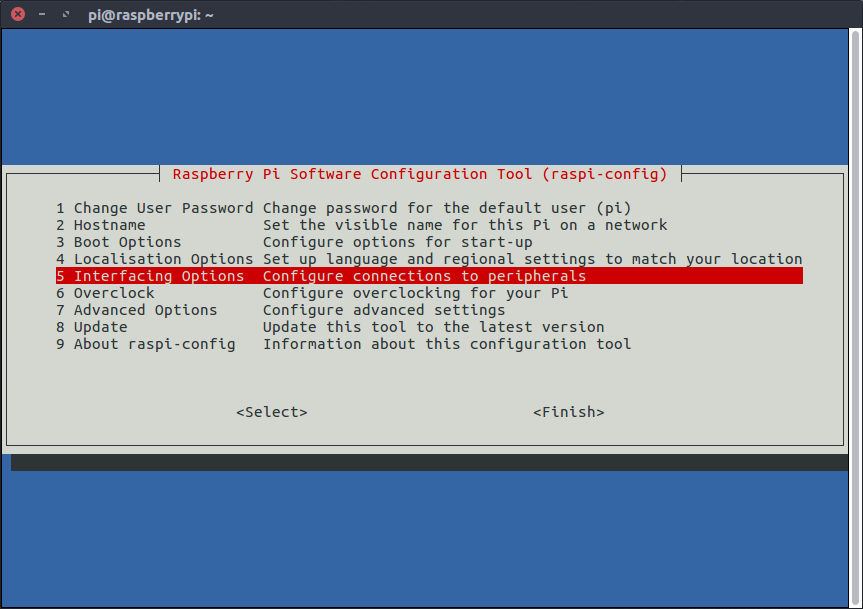 pi@raspberrypi: ~
Raspberry Pi Software Configuration Tool (raspi-config)
1 Change User Password Change password for the default user (pi)
2 Hostname Set the visible name for this Pi on a network
3 Boot Options Configure options for start-up
4 Localisation Options Set up language and regional settings to match your location
5 Interfacing Options Configure connections to peripherals
6 Overclock Configure overclocking for your Pi
7 Advanced Options Configure advanced settings
8 Update Update this tool to the latest version
9 About raspi-config Information about this configuration tool
<Select> <Finish>